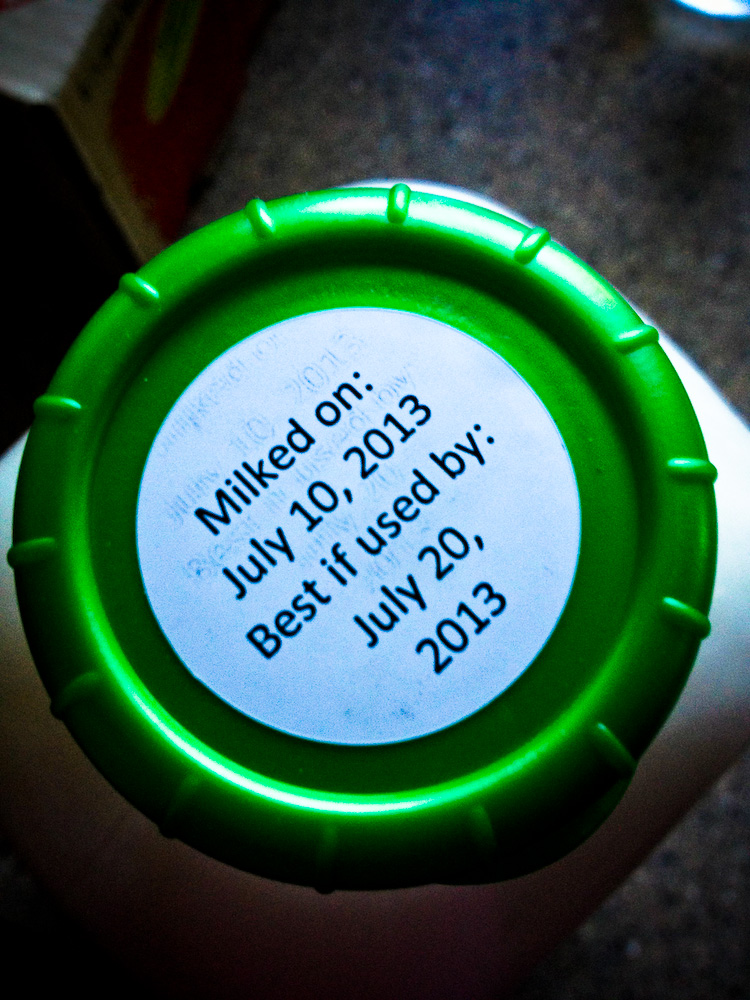 Milked on:
July 10, 2013
Best if used by:
July 20,
2013